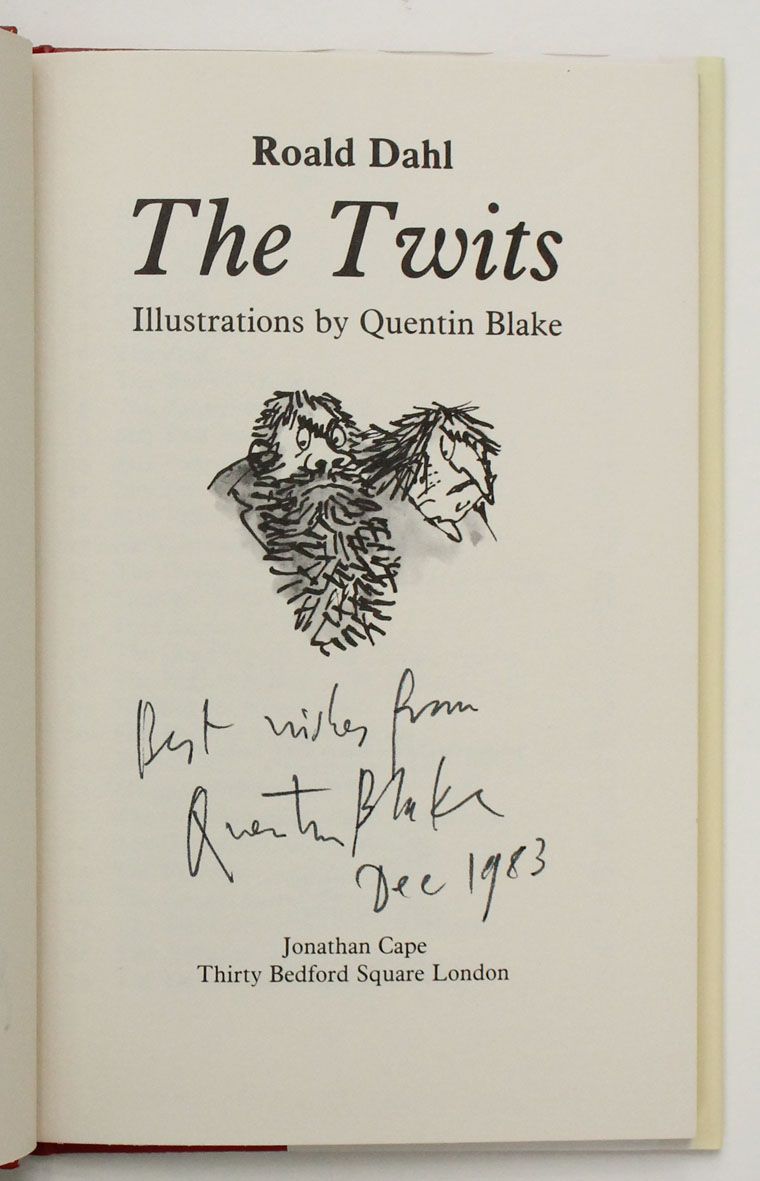 Roald Dahl
The Twits
Illustrations by Quentin Blake
Best wishes from
Quentin Blake
Dec 1983
Jonathan Cape
Thirty Bedford Square London